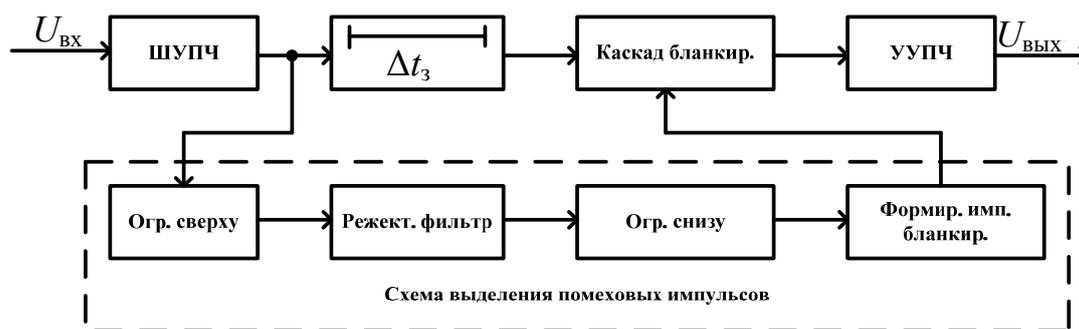 Uвх
ШУПЧ
Δtз
Каскад бланкир.
УУПЧ
Uвых
Огр. сверху
Режект. фильтр
Огр. снизу
Формир. имп.
бланкир.
Схема выделения помеховых импульсов